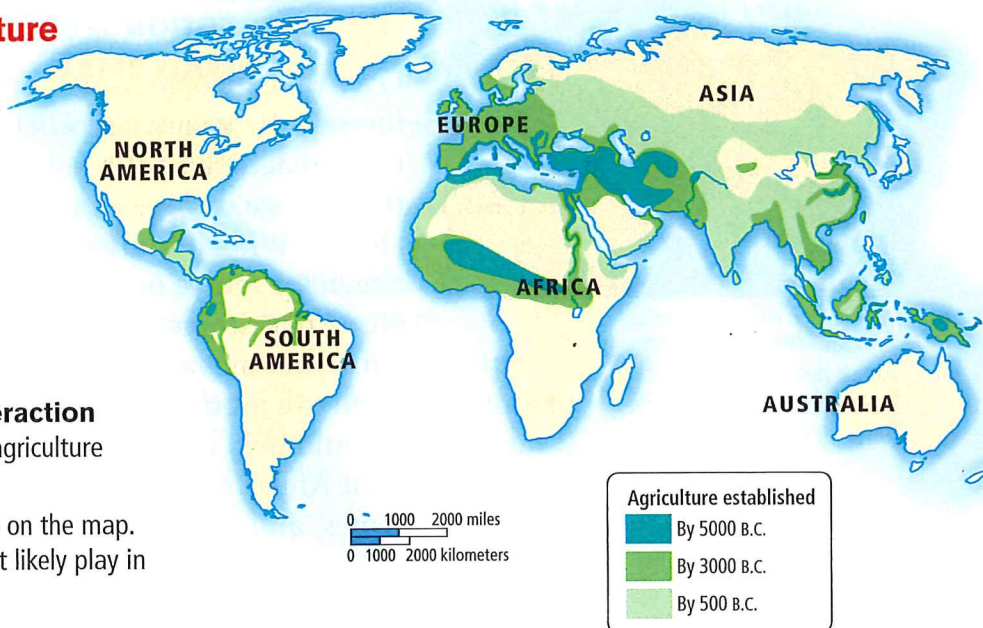 ture
NORTH
AMERICA
EUROPE
ASIA
AFRICA
SOUTH
AMERICA
AUSTRALIA
eraction
agriculture
on the map.
t likely play in
0 1000 2000 miles
0 1000 2000 kilometers
Agriculture established
By 5000 B.C.
By 3000 B.C.
By 500 B.C.